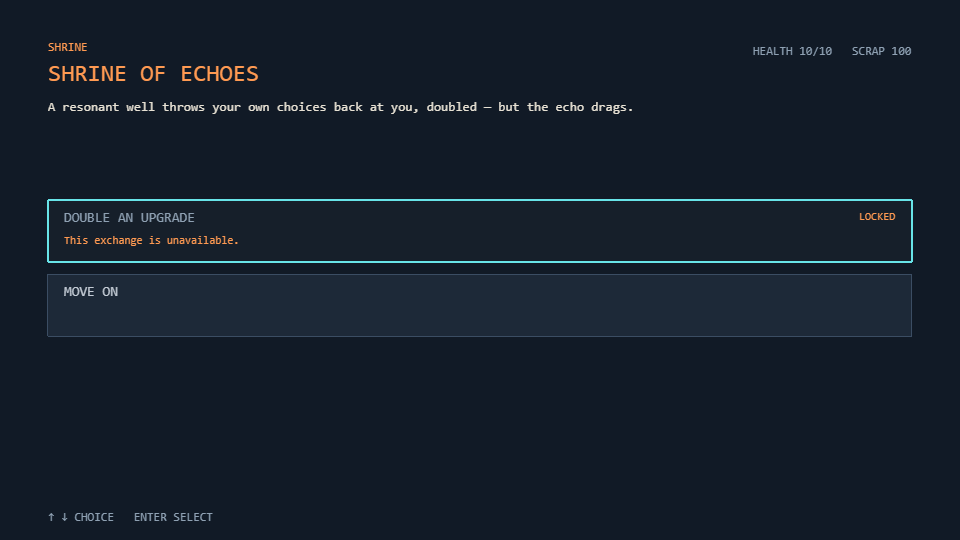 SHRINE
SHRINE OF ECHOES
HEALTH 10/10 SCRAP 100
A resonant well throws your own choices back at you, doubled — but the echo drags.
DOUBLE AN UPGRADE
LOCKED
This exchange is unavailable.
MOVE ON
↑ ↓ CHOICE ENTER SELECT